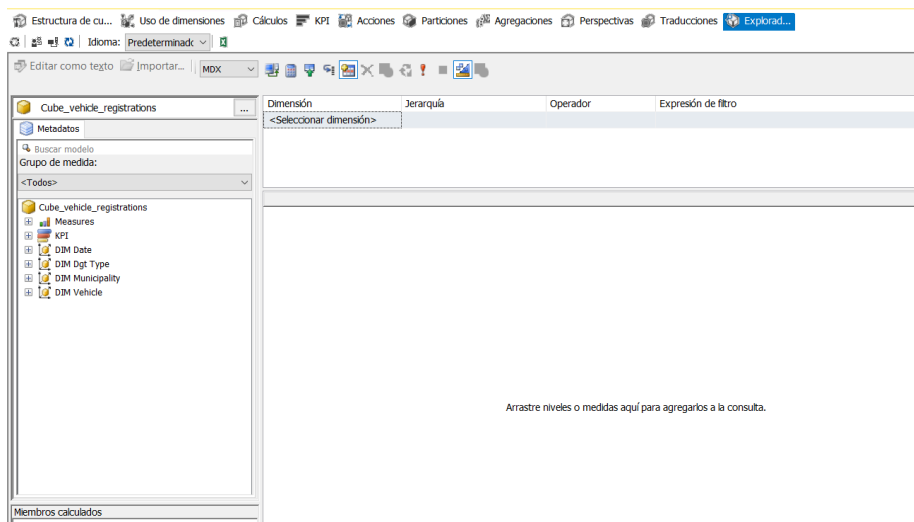 Estructura de cu... Uso de dimensiones Cálculos KPI Acciones Particiones Agregaciones Perspectivas Traducciones Explorad...
Idioma: Predeterminadc
Editar como texto Importar... MDX
Cube_vehicle_registrations ...
Dimensión Jerarquía Operador Expresión de filtro
<Seleccionar dimensión>
Metadatos
Buscar modelo
Grupo de medida:
<Todos>
Cube_vehicle_registrations
Measures
KPI
DIM Date
DIM Dgt Type
DIM Municipality
DIM Vehicle
Arrastre niveles o medidas aquí para agregarlos a la consulta.
Miembros calculados